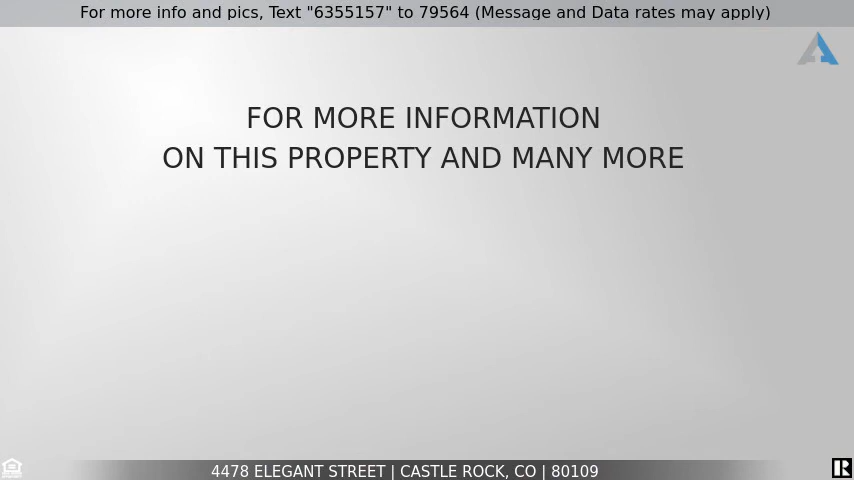 For more info and pics, Text "6355157" to 79564 (Message and Data rates may apply)
FOR MORE INFORMATION
ON THIS PROPERTY AND MANY MORE
4478 ELEGANT STREET | CASTLE ROCK, CO | 80109